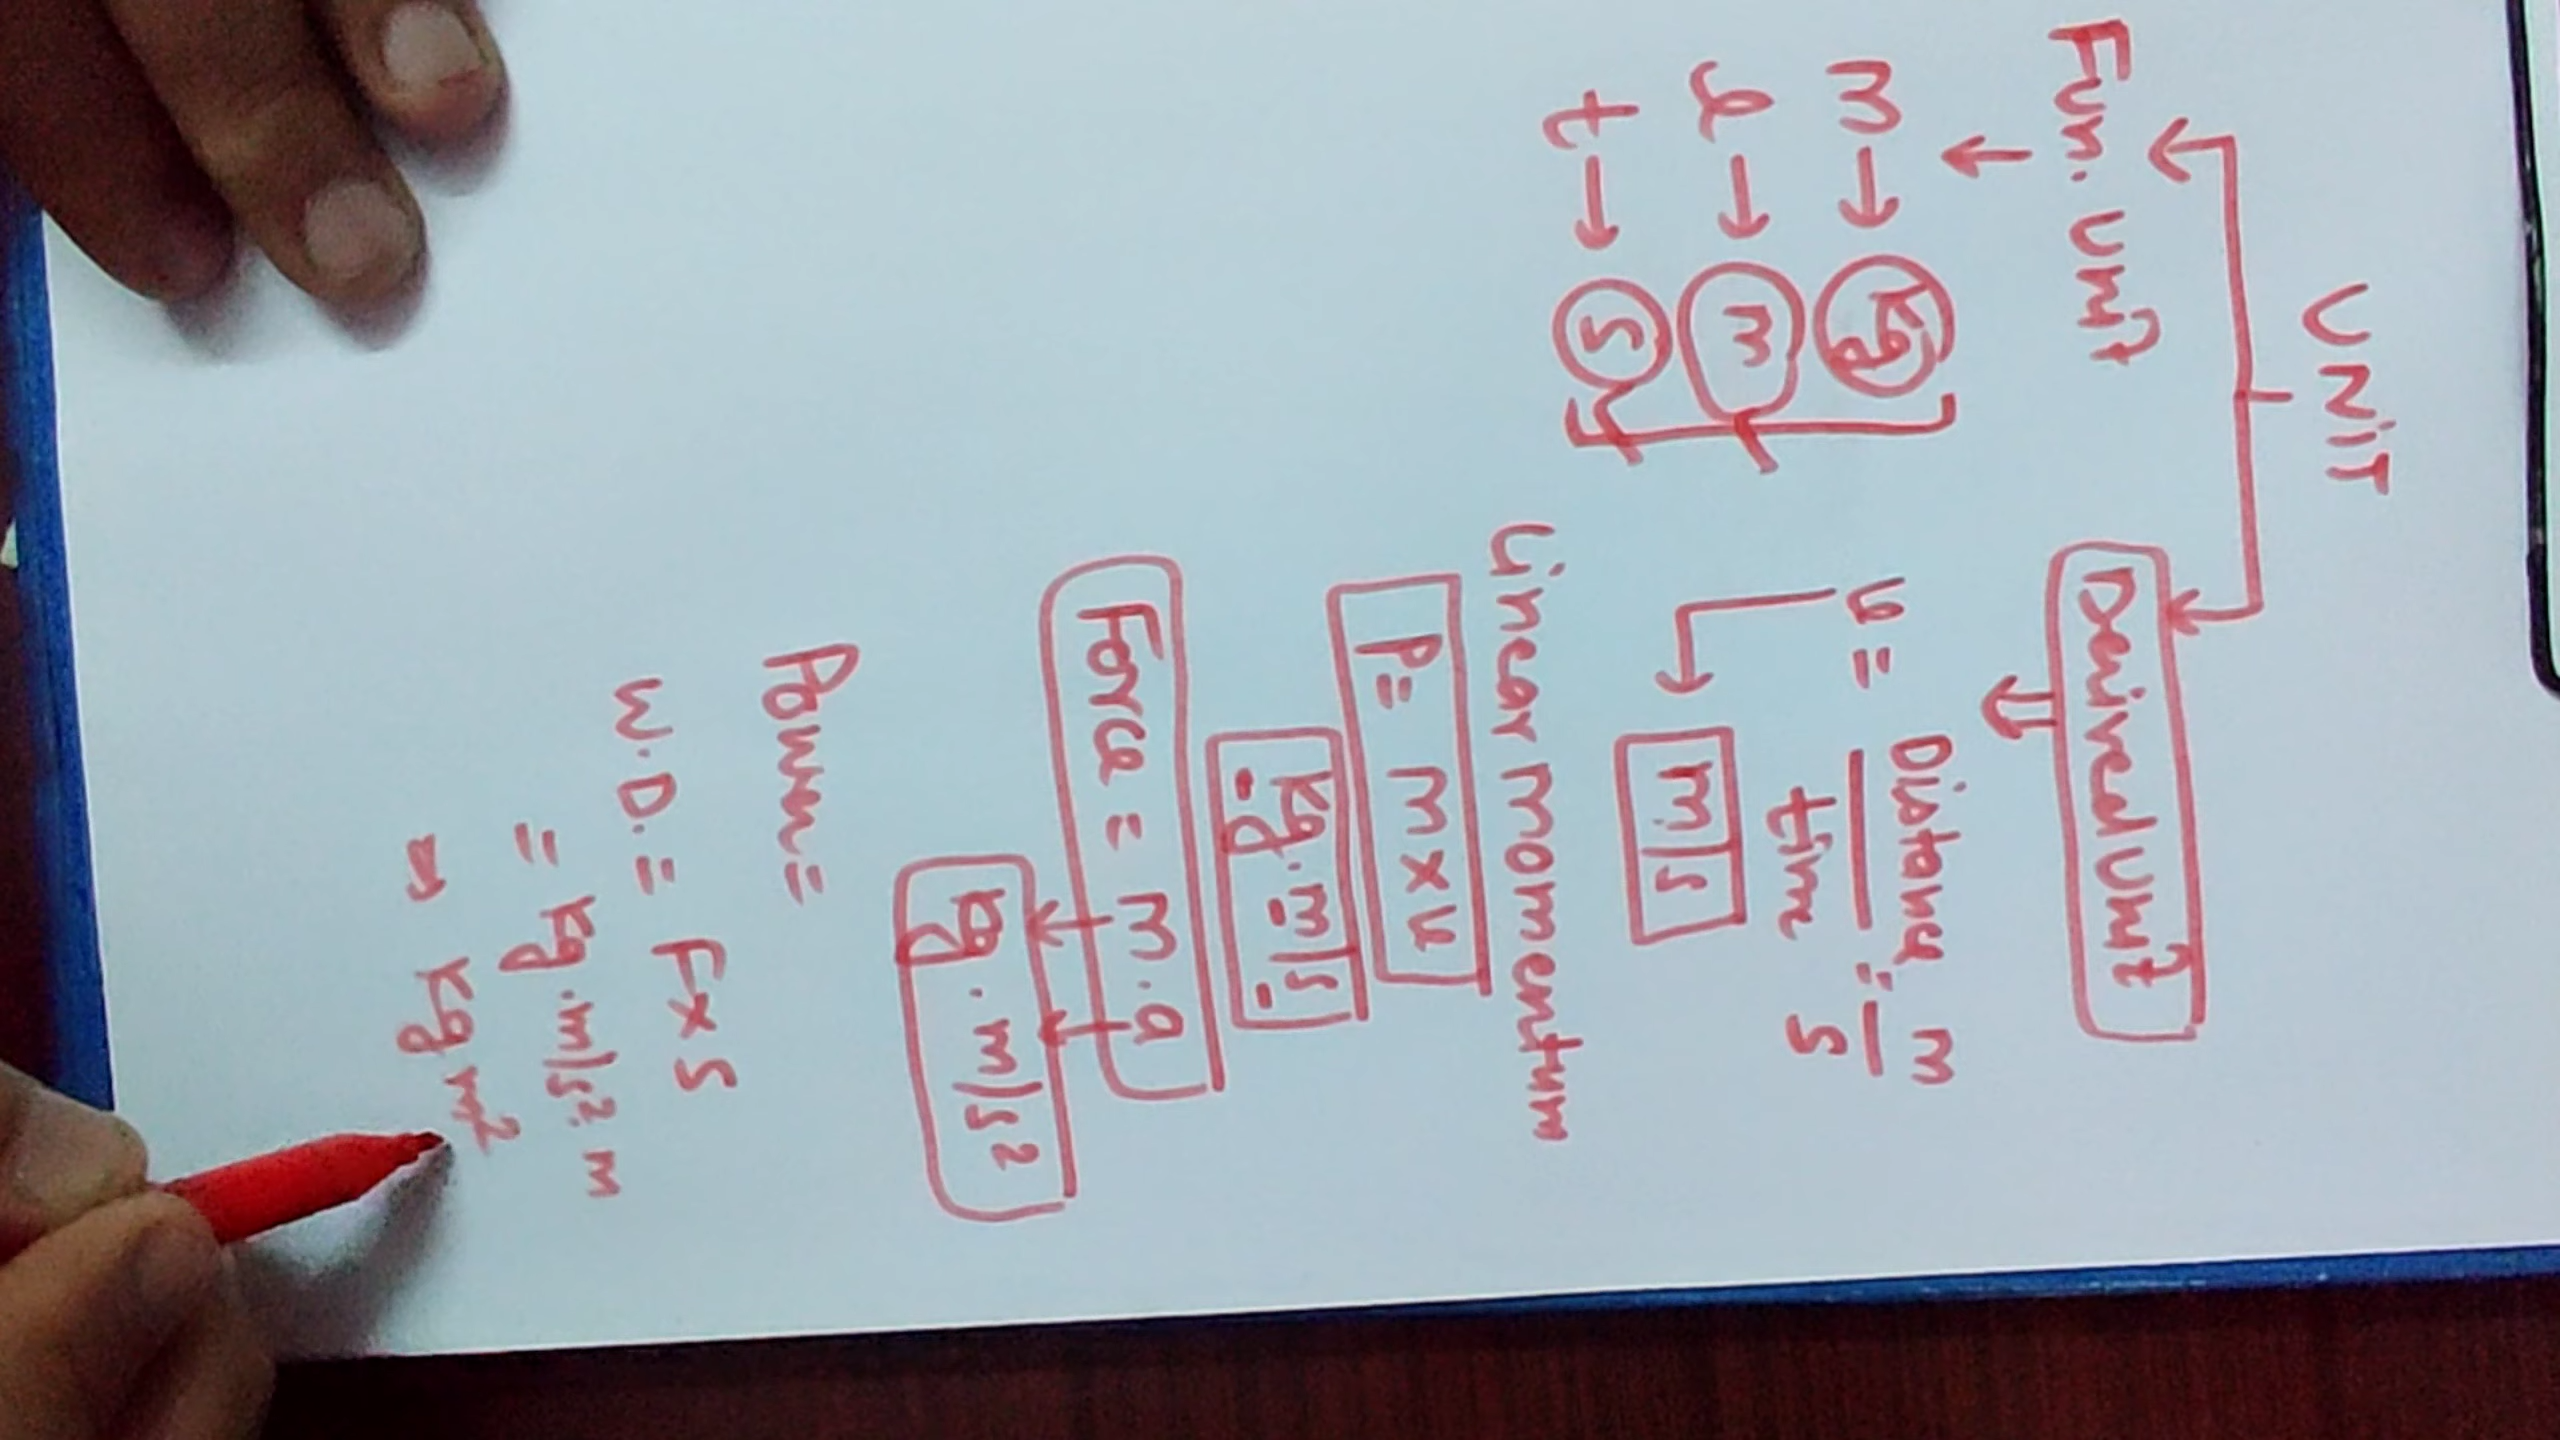 UNiT
Fun. Unit
Derived Unit
m → kg
l → m
t → s
v = Distance / time = m / s
m/s
Linear momentum
P = m x v
kg.m/s
Force = m.a
kg.m/s²
Power =
W.D. = F x S
= kg.m/s².m
= kg m²